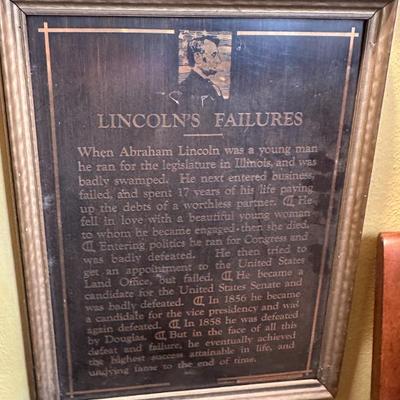 LINCOLN'S FAILURES
When Abraham Lincoln was a young man
he ran for the legislature in Illinois, and was
badly swamped. He next entered business,
failed, and spent 17 years of his life paying
up the debts of a worthless partner. ¶ He
fell in love with a beautiful young woman
to whom he became engaged - then she died.
¶ Entering politics he ran for Congress and
was badly defeated. He then tried to
get an appointment to the United States
Land Office, but failed. ¶ He became a
candidate for the United States Senate and
was badly defeated. ¶ In 1856 he became
a candidate for the vice presidency and was
again defeated. ¶ In 1858 he was defeated
by Douglas. ¶ But in the face of all this
defeat and failure, he eventually achieved
the highest success attainable in life, and
undying fame to the end of time.